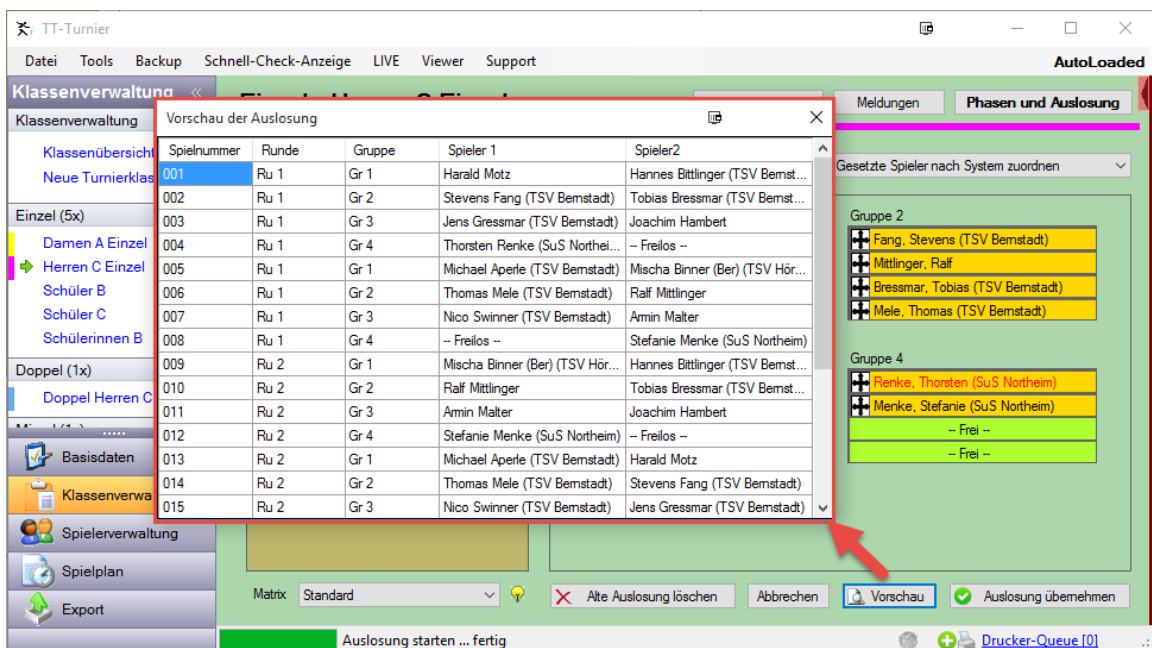 TT-Turnier
Datei Tools Backup Schnell-Check-Anzeige LIVE Viewer Support AutoLoaded
Klassenverwaltung «
Klassenverwaltung
Klassenübersicht
Neue Turnierklas
Einzel (5x)
Damen A Einzel
Herren C Einzel
Schüler B
Schüler C
Schülerinnen B
Doppel (1x)
Doppel Herren C
Basisdaten
Klassenverwa
Spielerverwaltung
Spielplan
Export
Meldungen Phasen und Auslosung
Gesetzte Spieler nach System zuordnen
Vorschau der Auslosung
Spielnummer Runde Gruppe Spieler 1 Spieler2
001 Ru 1 Gr 1 Harald Motz Hannes Bittlinger (TSV Bernst...
002 Ru 1 Gr 2 Stevens Fang (TSV Bernstadt) Tobias Bressmar (TSV Bernst...
003 Ru 1 Gr 3 Jens Gressmar (TSV Bernstadt) Joachim Hambert
004 Ru 1 Gr 4 Thorsten Renke (SuS Northei... -- Freilos --
005 Ru 1 Gr 1 Michael Aperle (TSV Bernstadt) Mischa Binner (Ber) (TSV Hör...
006 Ru 1 Gr 2 Thomas Mele (TSV Bernstadt) Ralf Mittlinger
007 Ru 1 Gr 3 Nico Swinner (TSV Bernstadt) Armin Malter
008 Ru 1 Gr 4 -- Freilos -- Stefanie Menke (SuS Northeim)
009 Ru 2 Gr 1 Mischa Binner (Ber) (TSV Hör... Hannes Bittlinger (TSV Bernst...
010 Ru 2 Gr 2 Ralf Mittlinger Tobias Bressmar (TSV Bernst...
011 Ru 2 Gr 3 Armin Malter Joachim Hambert
012 Ru 2 Gr 4 Stefanie Menke (SuS Northeim) -- Freilos --
013 Ru 2 Gr 1 Michael Aperle (TSV Bernstadt) Harald Motz
014 Ru 2 Gr 2 Thomas Mele (TSV Bernstadt) Stevens Fang (TSV Bernstadt)
015 Ru 2 Gr 3 Nico Swinner (TSV Bernstadt) Jens Gressmar (TSV Bernstadt)
Gruppe 2
Fang, Stevens (TSV Bernstadt)
Mittlinger, Ralf
Bressmar, Tobias (TSV Bernstadt)
Mele, Thomas (TSV Bernstadt)
Gruppe 4
Renke, Thorsten (SuS Northeim)
Menke, Stefanie (SuS Northeim)
-- Frei --
-- Frei --
Matrix Standard Alte Auslosung löschen Abbrechen Vorschau Auslosung übernehmen
Auslosung starten ... fertig Drucker-Queue [0]